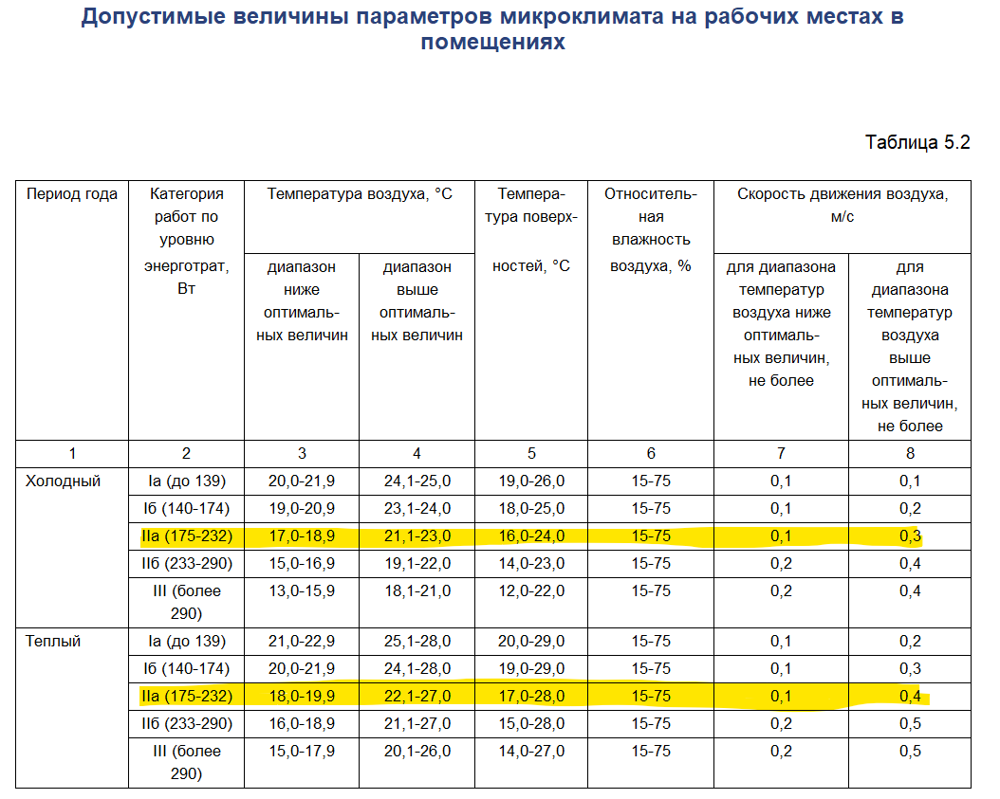 Допустимые величины параметров микроклимата на рабочих местах в
помещениях
Таблица 5.2
Период года
Категория
работ по
уровню
энерготрат,
Вт
Температура воздуха, °С
Темпера-
тура поверх-
ностей, °С
Относитель-
ная
влажность
воздуха, %
Скорость движения воздуха,
м/с
диапазон
ниже
оптималь-
ных величин
диапазон
выше
оптималь-
ных величин
для диапазона
температур
воздуха ниже
оптималь-
ных величин,
не более
для
диапазона
температур
воздуха
выше
оптималь-
ных величин,
не более
1 2 3 4 5 6 7 8
Холодный Iа (до 139) 20,0-21,9 24,1-25,0 19,0-26,0 15-75 0,1 0,1
Iб (140-174) 19,0-20,9 23,1-24,0 18,0-25,0 15-75 0,1 0,2
IIа (175-232) 17,0-18,9 21,1-23,0 16,0-24,0 15-75 0,1 0,3
IIб (233-290) 15,0-16,9 19,1-22,0 14,0-23,0 15-75 0,2 0,4
III (более 13,0-15,9 18,1-21,0 12,0-22,0 15-75 0,2 0,4
290)
Теплый Iа (до 139) 21,0-22,9 25,1-28,0 20,0-29,0 15-75 0,1 0,2
Iб (140-174) 20,0-21,9 24,1-28,0 19,0-29,0 15-75 0,1 0,3
IIа (175-232) 18,0-19,9 22,1-27,0 17,0-28,0 15-75 0,1 0,4
IIб (233-290) 16,0-18,9 21,1-27,0 15,0-28,0 15-75 0,2 0,5
III (более 15,0-17,9 20,1-26,0 14,0-27,0 15-75 0,2 0,5
290)